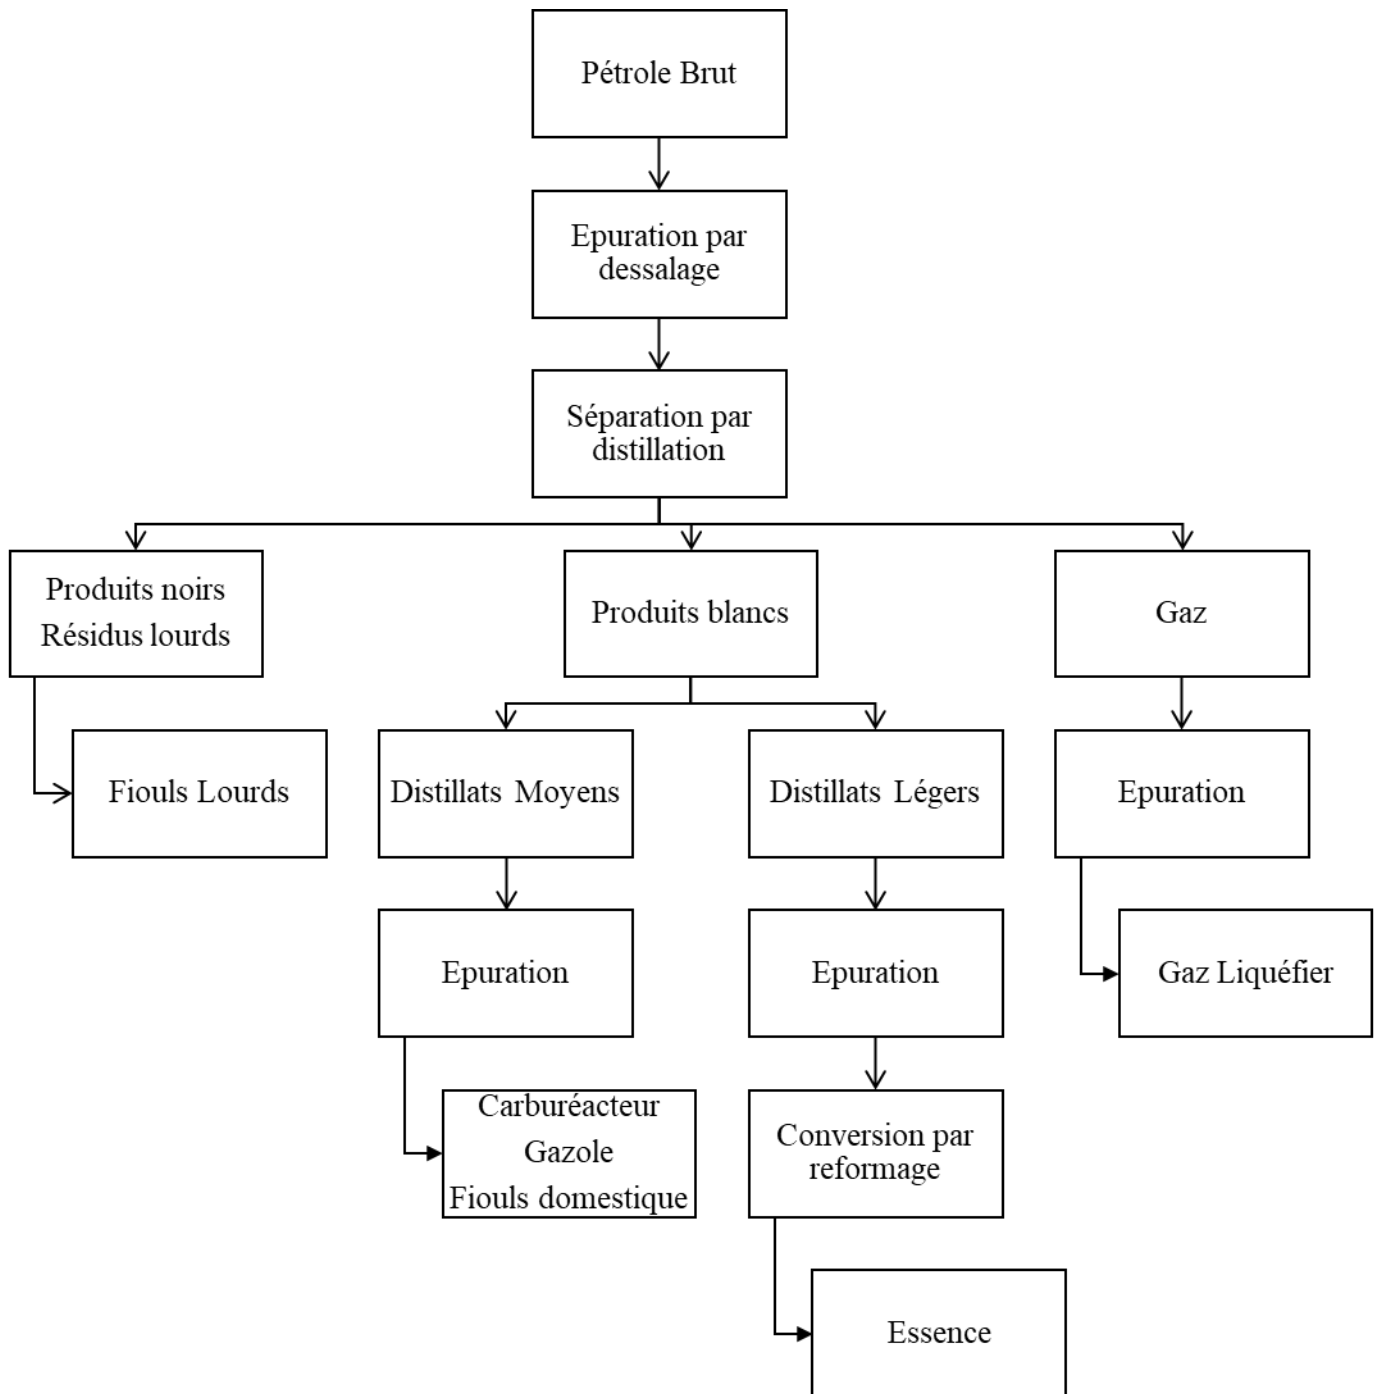 Pétrole Brut
Epuration par
dessalage
Séparation par
distillation
Produits noirs
Résidus lourds
Produits blancs
Gaz
Fiouls Lourds
Distillats Moyens
Distillats Légers
Epuration
Epuration
Epuration
Gaz Liquéfier
Carburéacteur
Gazole
Fiouls domestique
Conversion par
reformage
Essence